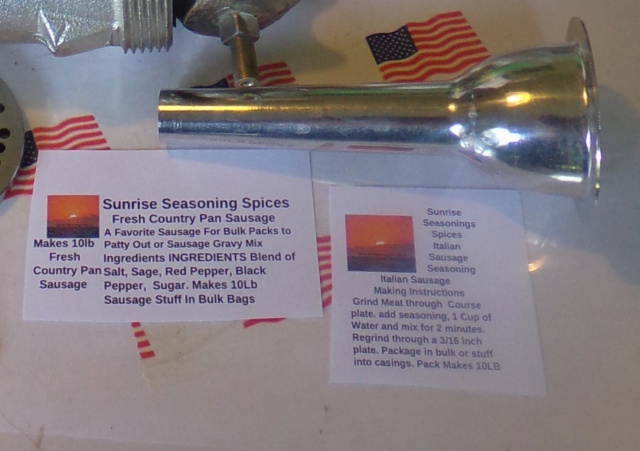 Sunrise Seasoning Spices
Fresh Country Pan Sausage
A Favorite Sausage For Bulk Packs to
Patty Out or Sausage Gravy Mix
Ingredients INGREDIENTS Blend of
Salt, Sage, Red Pepper, Black
Pepper, Sugar. Makes 10Lb
Sausage Stuff In Bulk Bags
Makes 10lb
Fresh
Country Pan
Sausage
Sunrise
Seasonings
Spices
Italian
Sausage
Seasoning
Italian Sausage
Making Instructions
Grind Meat through Course
plate. add seasoning, 1 Cup of
Water and mix for 2 minutes.
Regrind through a 3/16 inch
plate. Package in bulk or stuff
into casings. Pack Makes 10LB